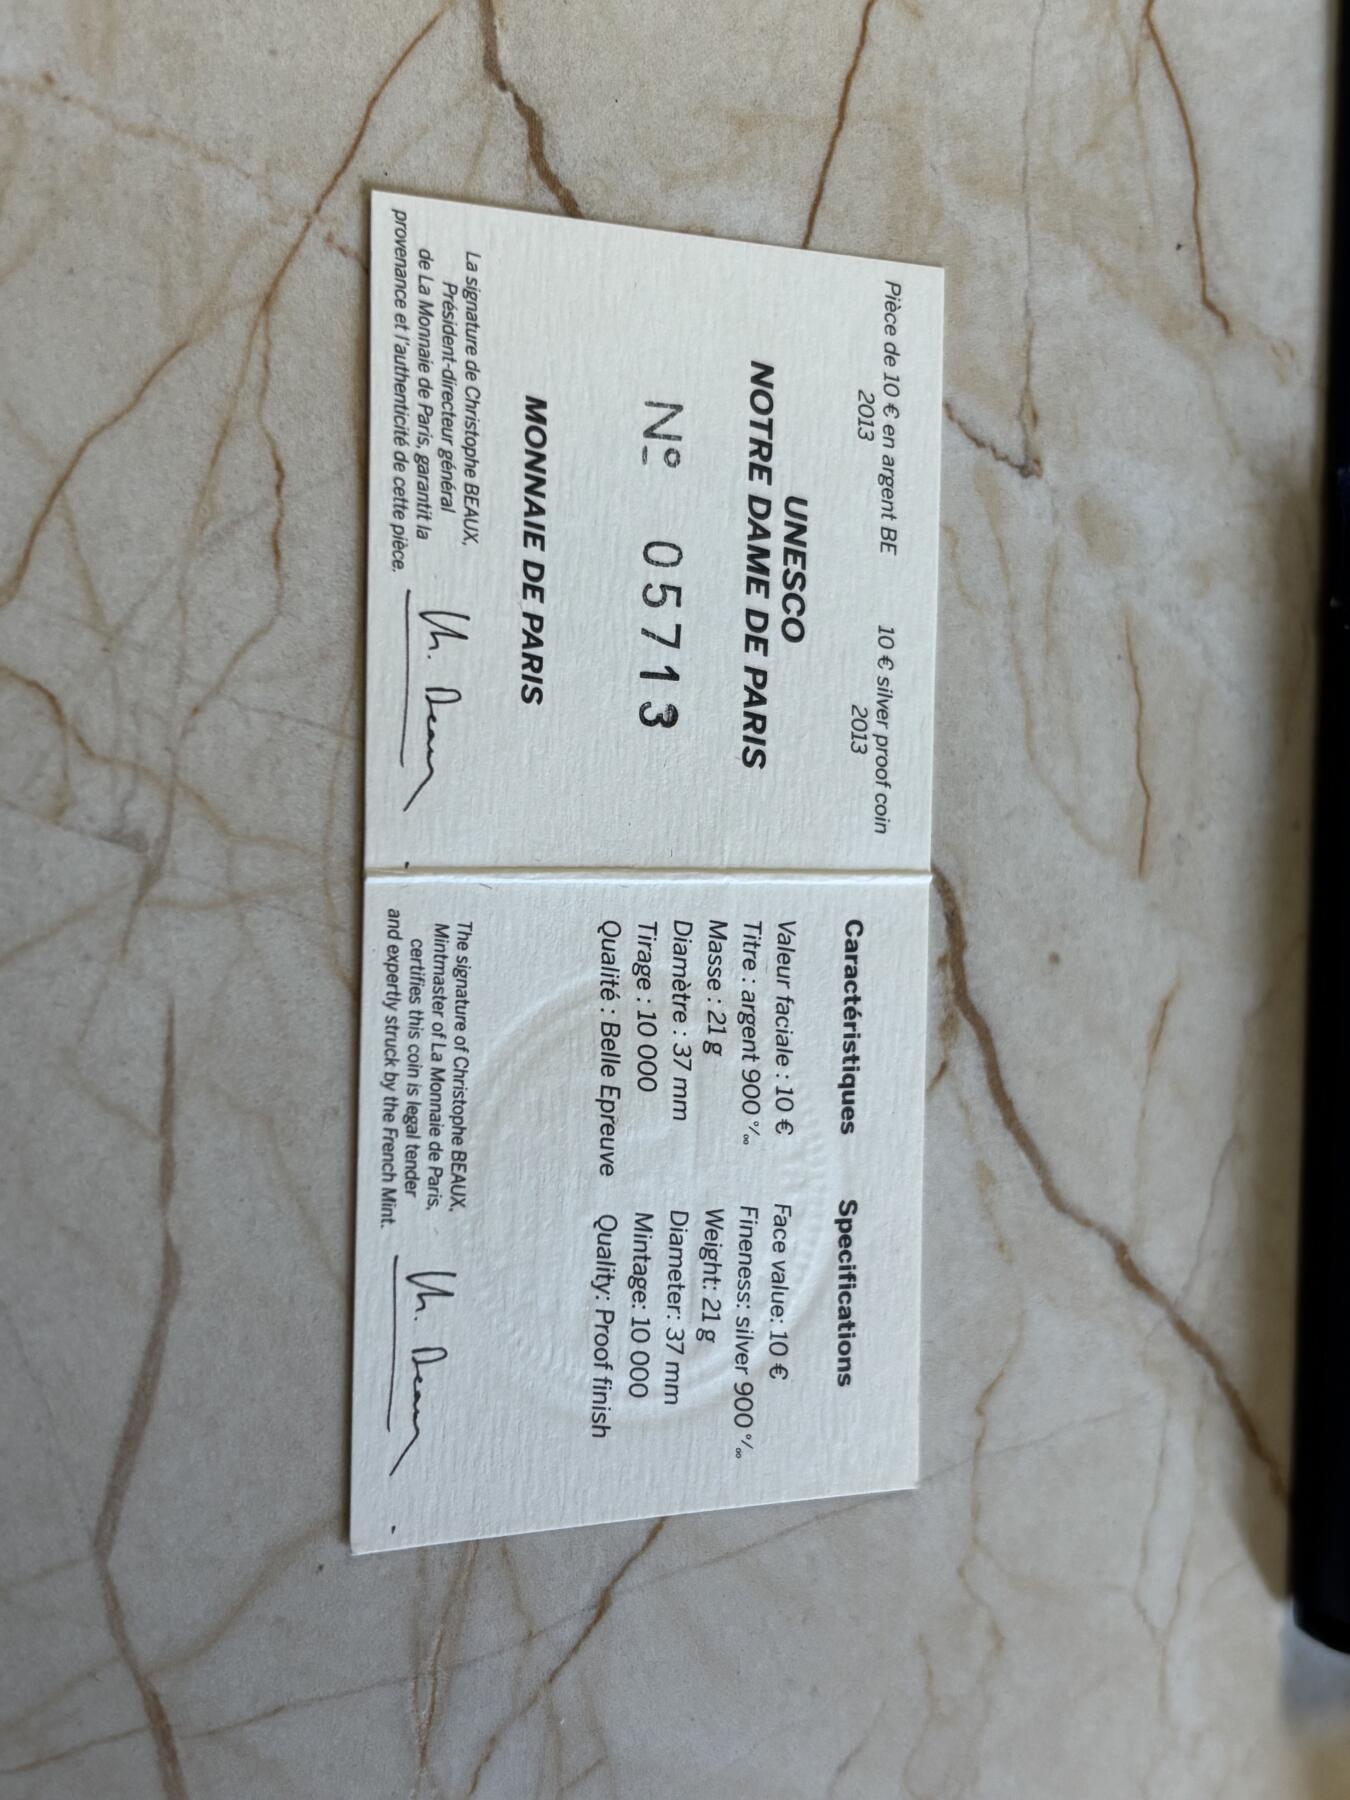 Pièce de 10 € en argent BE
2013
10 € silver proof coin
2013
UNESCO
NOTRE DAME DE PARIS
Nº 05713
MONNAIE DE PARIS
La signature de Christophe BEAUX,
Président-directeur général
de La Monnaie de Paris, garantit la
provenance et l'authenticité de cette pièce.
Ch. Beaux
Caractéristiques
Valeur faciale : 10 €
Titre : argent 900 ‰
Masse : 21 g
Diamètre : 37 mm
Tirage : 10 000
Qualité : Belle Epreuve
Specifications
Face value: 10 €
Fineness: silver 900 ‰
Weight: 21 g
Diameter: 37 mm
Mintage: 10 000
Quality: Proof finish
The signature of Christophe BEAUX,
Mintmaster of La Monnaie de Paris,
certifies this coin is legal tender
and expertly struck by the French Mint.
Ch. Beaux